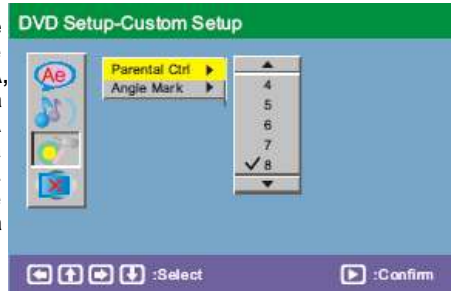 DVD Setup-Custom Setup
Ae
Parental Ctrl
Angle Mark
4
5
6
7
8
:Select
:Confirm